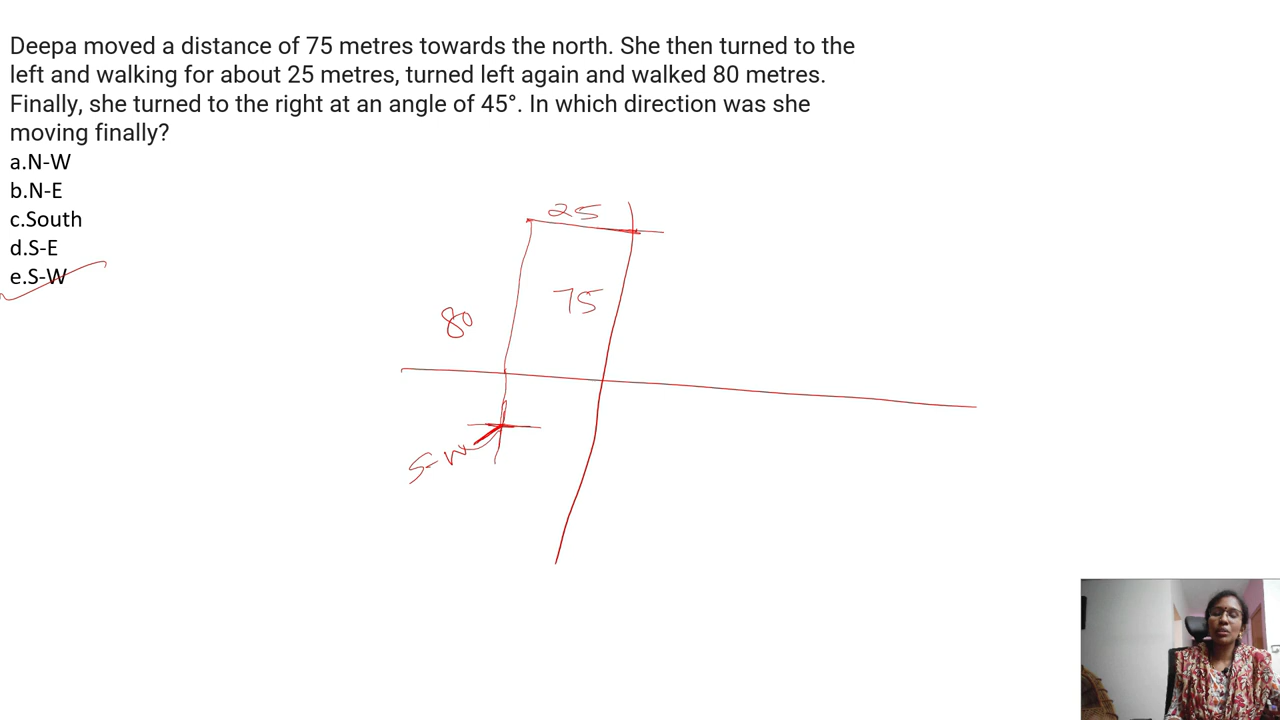 Deepa moved a distance of 75 metres towards the north. She then turned to the
left and walking for about 25 metres, turned left again and walked 80 metres.
Finally, she turned to the right at an angle of 45°. In which direction was she
moving finally?
a.N-W
b.N-E
c.South
d.S-E
e.S-W
25
75
80
S-W